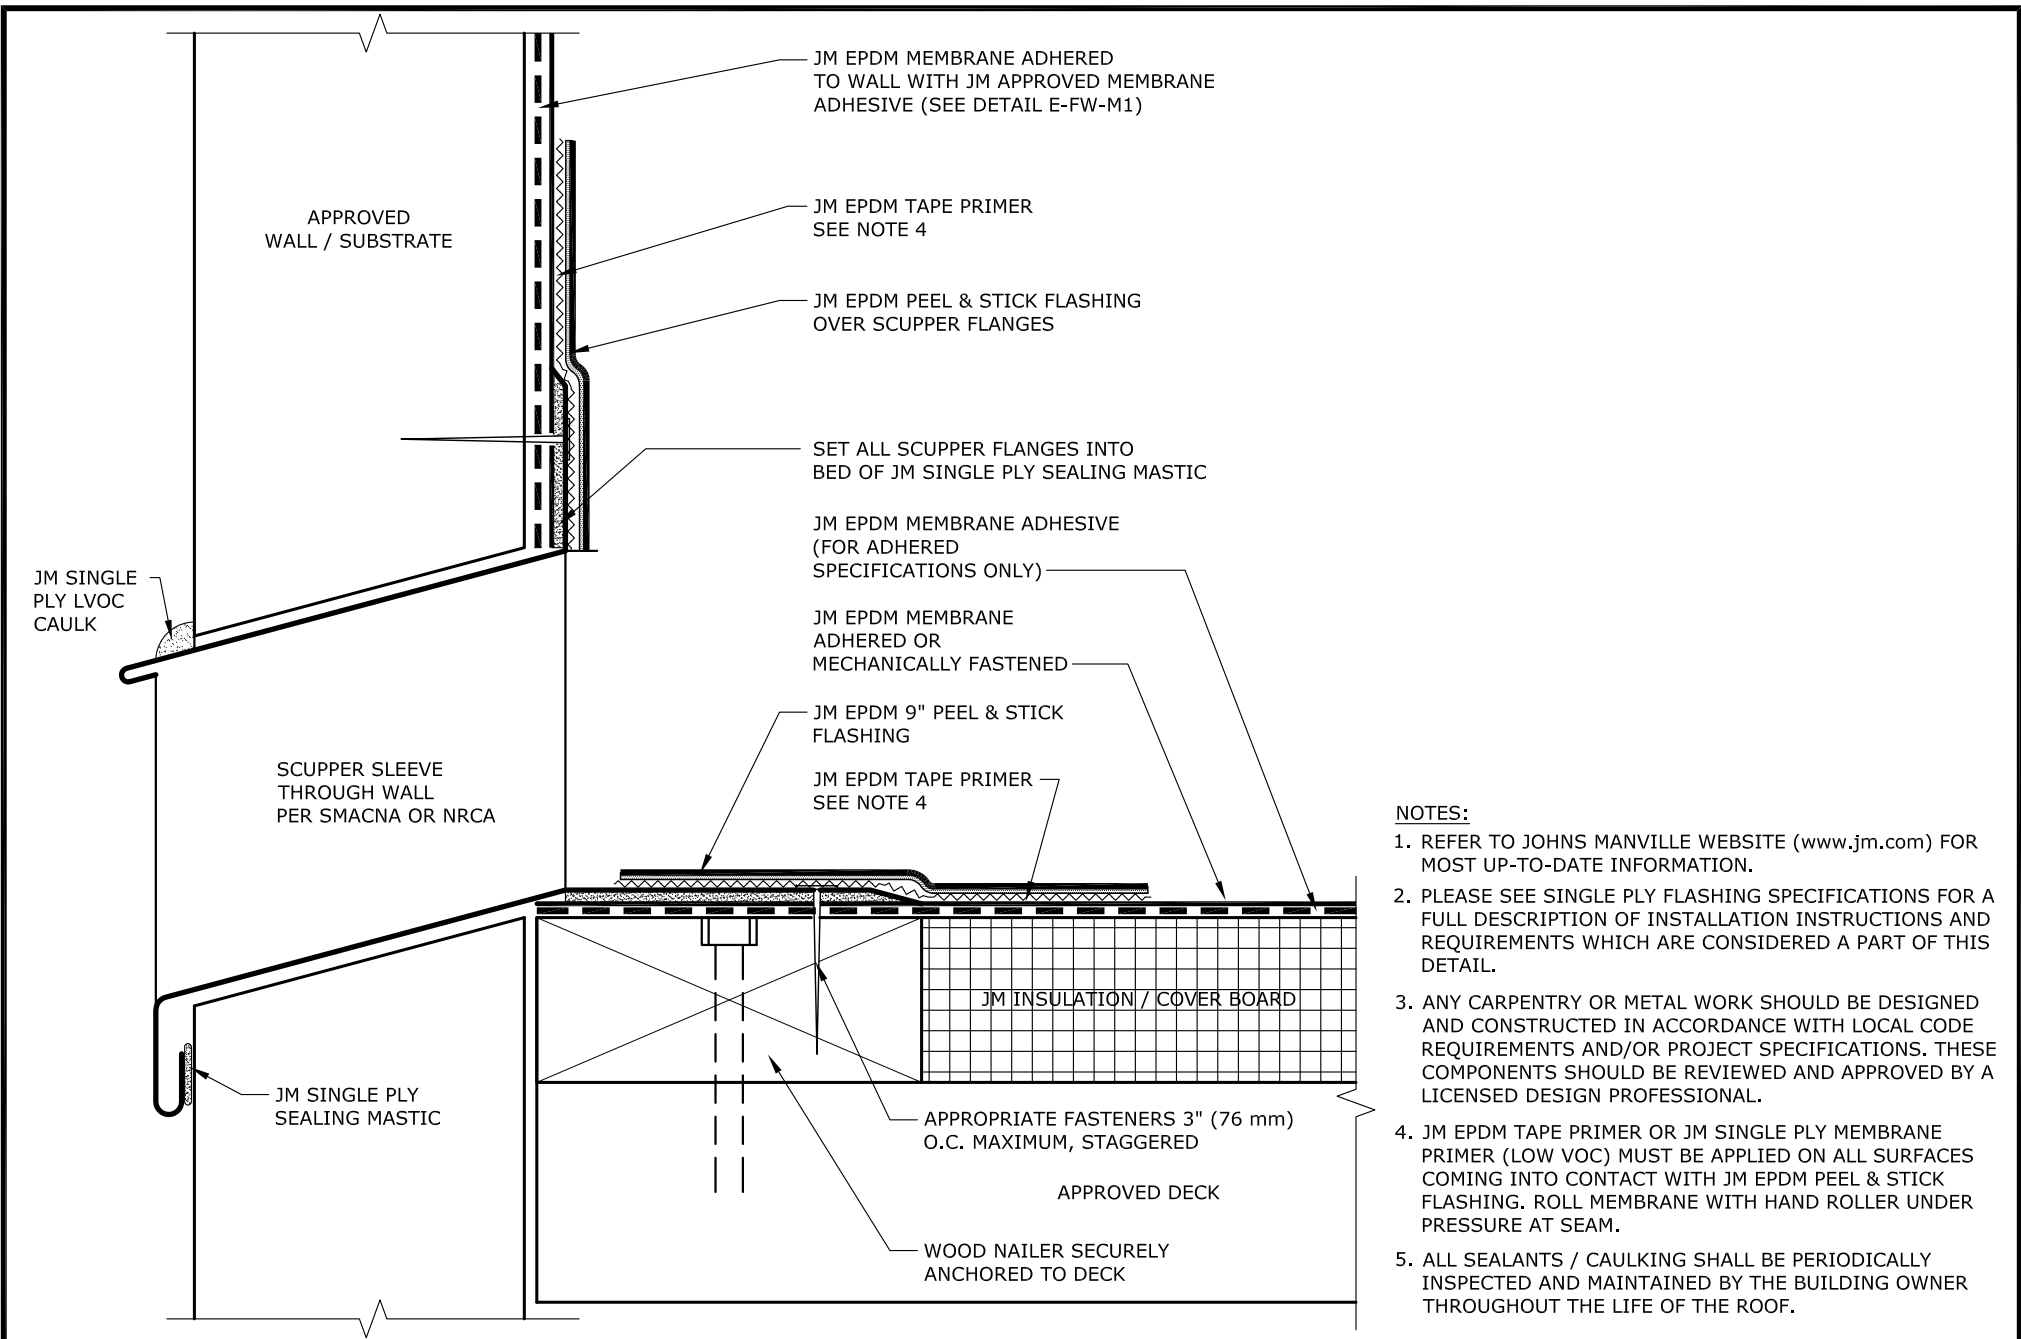 JM EPDM MEMBRANE ADHERED
TO WALL WITH JM APPROVED MEMBRANE
ADHESIVE (SEE DETAIL E-FW-M1)
APPROVED
WALL / SUBSTRATE
JM EPDM TAPE PRIMER
SEE NOTE 4
JM EPDM PEEL & STICK FLASHING
OVER SCUPPER FLANGES
SET ALL SCUPPER FLANGES INTO
BED OF JM SINGLE PLY SEALING MASTIC
JM EPDM MEMBRANE ADHESIVE
(FOR ADHERED
SPECIFICATIONS ONLY)
JM SINGLE
PLY LVOC
CAULK
JM EPDM MEMBRANE
ADHERED OR
MECHANICALLY FASTENED
JM EPDM 9" PEEL & STICK
FLASHING
SCUPPER SLEEVE
THROUGH WALL
PER SMACNA OR NRCA
JM EPDM TAPE PRIMER
SEE NOTE 4
JM INSULATION / COVER BOARD
JM SINGLE PLY
SEALING MASTIC
APPROPRIATE FASTENERS 3" (76 mm)
O.C. MAXIMUM, STAGGERED
APPROVED DECK
WOOD NAILER SECURELY
ANCHORED TO DECK
NOTES:
1. REFER TO JOHNS MANVILLE WEBSITE (www.jm.com) FOR
MOST UP-TO-DATE INFORMATION.
2. PLEASE SEE SINGLE PLY FLASHING SPECIFICATIONS FOR A
FULL DESCRIPTION OF INSTALLATION INSTRUCTIONS AND
REQUIREMENTS WHICH ARE CONSIDERED A PART OF THIS
DETAIL.
3. ANY CARPENTRY OR METAL WORK SHOULD BE DESIGNED
AND CONSTRUCTED IN ACCORDANCE WITH LOCAL CODE
REQUIREMENTS AND/OR PROJECT SPECIFICATIONS. THESE
COMPONENTS SHOULD BE REVIEWED AND APPROVED BY A
LICENSED DESIGN PROFESSIONAL.
4. JM EPDM TAPE PRIMER OR JM SINGLE PLY MEMBRANE
PRIMER (LOW VOC) MUST BE APPLIED ON ALL SURFACES
COMING INTO CONTACT WITH JM EPDM PEEL & STICK
FLASHING. ROLL MEMBRANE WITH HAND ROLLER UNDER
PRESSURE AT SEAM.
5. ALL SEALANTS / CAULKING SHALL BE PERIODICALLY
INSPECTED AND MAINTAINED BY THE BUILDING OWNER
THROUGHOUT THE LIFE OF THE ROOF.